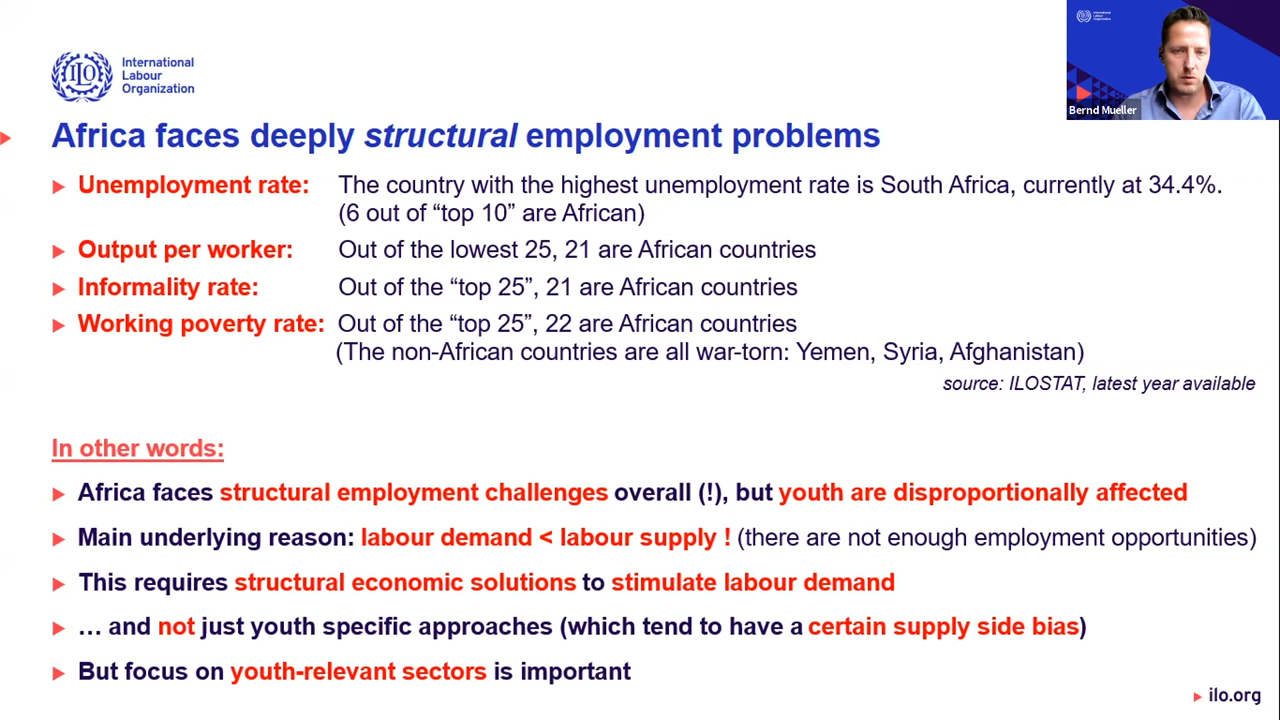 International
Labour
Organization
Bernd Mueller
Africa faces deeply structural employment problems
Unemployment rate: The country with the highest unemployment rate is South Africa, currently at 34.4%.
(6 out of “top 10” are African)
Output per worker: Out of the lowest 25, 21 are African countries
Informality rate: Out of the “top 25”, 21 are African countries
Working poverty rate: Out of the “top 25”, 22 are African countries
(The non-African countries are all war-torn: Yemen, Syria, Afghanistan)
source: ILOSTAT, latest year available
In other words:
Africa faces structural employment challenges overall (!), but youth are disproportionally affected
Main underlying reason: labour demand < labour supply ! (there are not enough employment opportunities)
This requires structural economic solutions to stimulate labour demand
… and not just youth specific approaches (which tend to have a certain supply side bias)
But focus on youth-relevant sectors is important
ilo.org